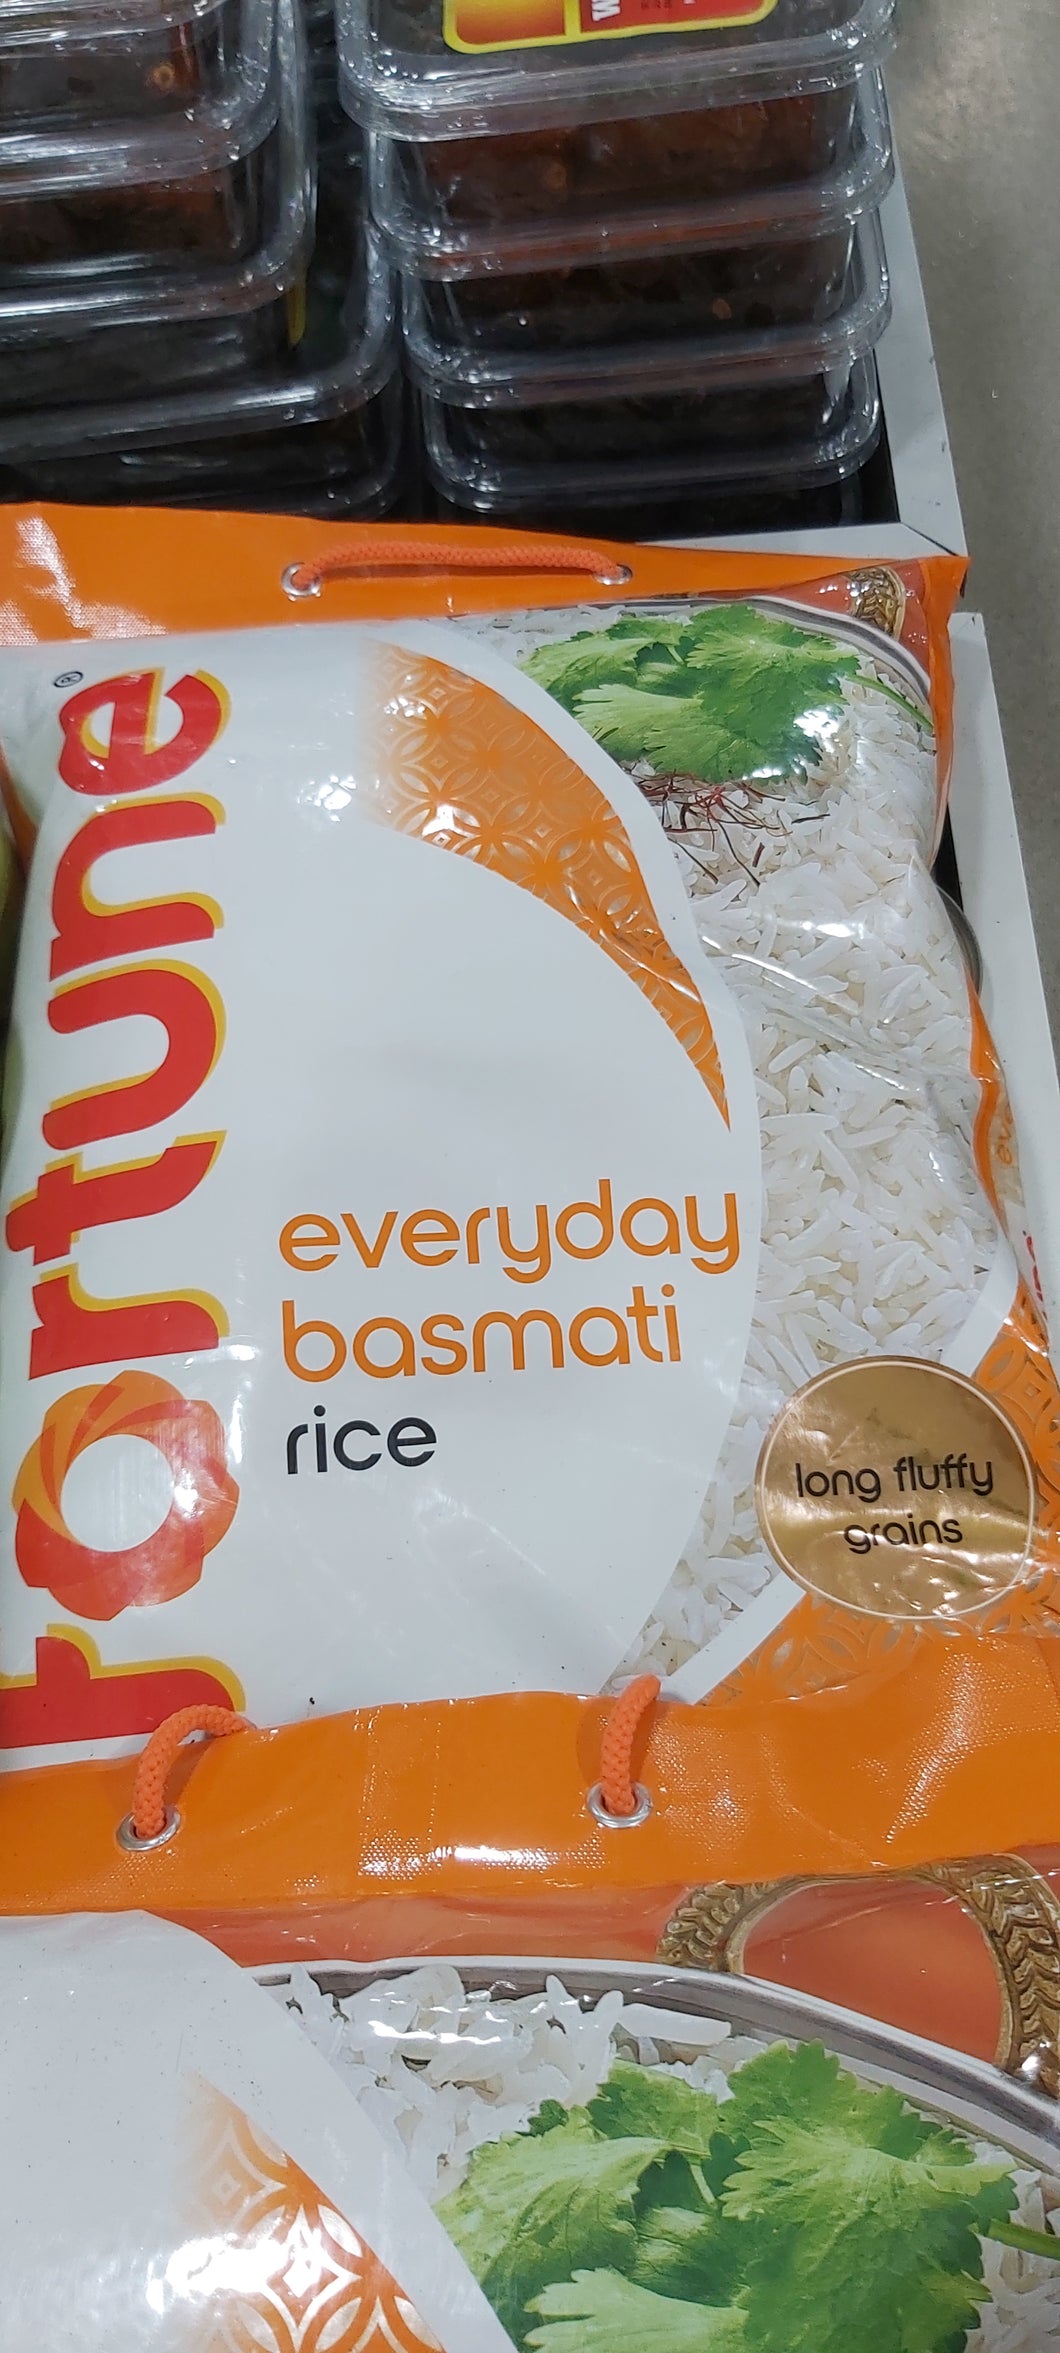 fortune®
everyday
basmati
rice
long fluffy
grains